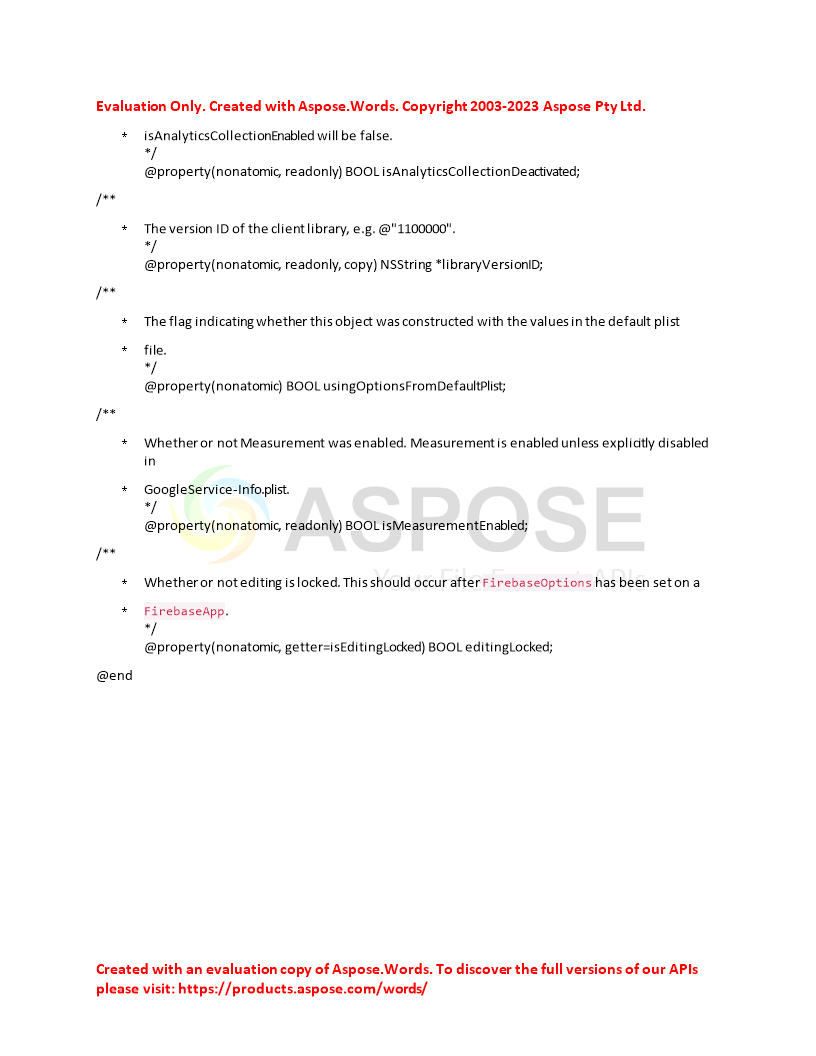 Evaluation Only. Created with Aspose.Words. Copyright 2003-2023 Aspose Pty Ltd.
* isAnalyticsCollectionEnabled will be false.
*/
@property(nonatomic, readonly) BOOL isAnalyticsCollectionDeactivated;
/**
* The version ID of the client library, e.g. @"1100000".
*/
@property(nonatomic, readonly, copy) NSString *libraryVersionID;
/**
* The flag indicating whether this object was constructed with the values in the default plist
* file.
*/
@property(nonatomic) BOOL usingOptionsFromDefaultPlist;
/**
* Whether or not Measurement was enabled. Measurement is enabled unless explicitly disabled
in
* GoogleService-Info.plist.
*/
@property(nonatomic, readonly) BOOL isMeasurementEnabled;
ASPOSE
/**
* Whether or not editing is locked. This should occur after FirebaseOptions has been set on a
Your File Format APIs
* FirebaseApp.
*/
@property(nonatomic, getter=isEditingLocked) BOOL editingLocked;
@end
Created with an evaluation copy of Aspose.Words. To discover the full versions of our APIs
please visit: https://products.aspose.com/words/